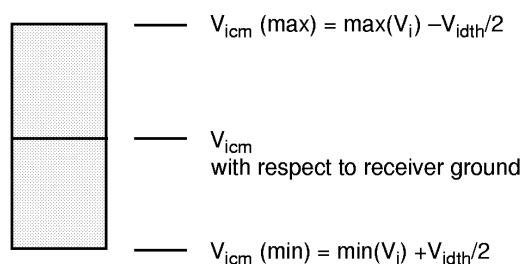 V_icm (max) = max(V_i) –V_idth/2
V_icm
with respect to receiver ground
V_icm (min) = min(V_i) +V_idth/2